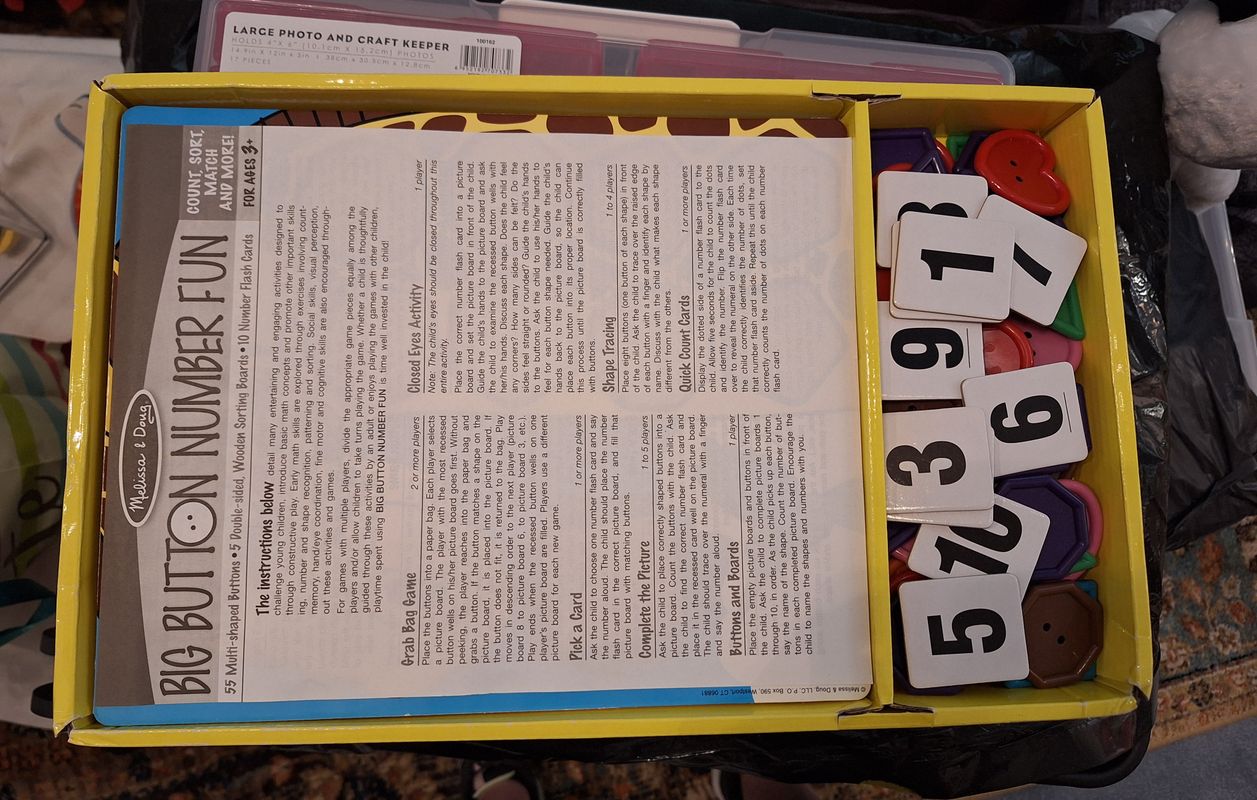 LARGE PHOTO AND CRAFT KEEPER
HOLDS 4"X 6" (10.1cm X 15.2cm) PHOTOS
17 PIECES
100162
Melissa & Doug
BIG BUTTON NUMBER FUN
COUNT, SORT,
MATCH
AND MORE!
55 Multi-shaped Buttons • 5 Double-sided, Wooden Sorting Boards • 10 Number Flash Cards
FOR AGES 3+
The instructions below detail many entertaining and engaging activities designed to
challenge young children, introduce basic math concepts and promote other important skills
through constructive play. Early math skills are explored through exercises involving count-
ing, number and shape recognition, patterning and sorting. Social skills, visual perception,
memory, hand/eye coordination, fine motor and cognitive skills are also encouraged through-
out these activities and games.
For games with multiple players, divide the appropriate game pieces equally among the
players and/or allow children to take turns playing the game. Whether a child is thoughtfully
guided through these activities by an adult or enjoys playing the games with other children,
playtime spent using BIG BUTTON NUMBER FUN is time well invested in the child!
Grab Bag Game
2 or more players
Place the buttons into a paper bag. Each player selects
a picture board. The player with the most recessed
button wells on his/her picture board goes first. Without
peeking, the player reaches into the paper bag and
grabs a button. If the button matches a shape on the
picture board, it is placed into the picture board. If
the button does not fit, it is returned to the bag. Play
moves in descending order to the next player (picture
board 8 to picture board 6, to picture board 3, etc.).
Play ends when the recessed button wells on one
player's picture board are filled. Players use a different
picture board for each new game.
Pick a Card
1 or more players
Ask the child to choose one number flash card and say
the number aloud. The child should place the number
flash card in the correct picture board, and fill that
picture board with matching buttons.
Complete the Picture
1 to 5 players
Ask the child to place correctly shaped buttons into a
picture board. Count the buttons with the child. Ask
the child to find the correct number flash card and
place it in the recessed card well on the picture board.
The child should trace over the numeral with a finger
and say the number aloud.
Buttons and Boards
1 player
Place the empty picture boards and buttons in front of
the child. Ask the child to complete picture boards 1
through 10, in order. As the child picks up each button,
say the name of the shape. Count the number of but-
tons in each completed picture board. Encourage the
child to name the shapes and numbers with you.
Closed Eyes Activity
1 player
Note: The child's eyes should be closed throughout this
entire activity.
Place the correct number flash card into a picture
board and set the picture board in front of the child.
Guide the child's hands to the picture board and ask
the child to examine the recessed button wells with
her/his hands. Discuss each shape. Does the child feel
any corners? How many sides can be felt? Do the
sides feel straight or rounded? Guide the child's hands
to the buttons. Ask the child to use his/her hands to
feel for each button shape needed. Guide the child's
hands back to the picture board, so the child can
place each button into its proper location. Continue
this process until the picture board is correctly filled
with buttons.
Shape Tracing
1 to 4 players
Place eight buttons (one button of each shape) in front
of the child. Ask the child to trace over the raised edge
of each button with a finger and identify each shape by
name. Discuss with the child what makes each shape
different from the others.
Quick Count Cards
1 or more players
Display the dotted side of a number flash card to the
child. Allow five seconds for the child to count the dots
and identify the number. Flip the number flash card
over to reveal the numeral on the other side. Each time
the child correctly identifies the number of dots, set
that number flash card aside. Repeat this until the child
correctly counts the number of dots on each number
flash card.
© Melissa & Doug, LLC, P.O. Box 590, Westport, CT 06881
1
7
9
6
3
10
5